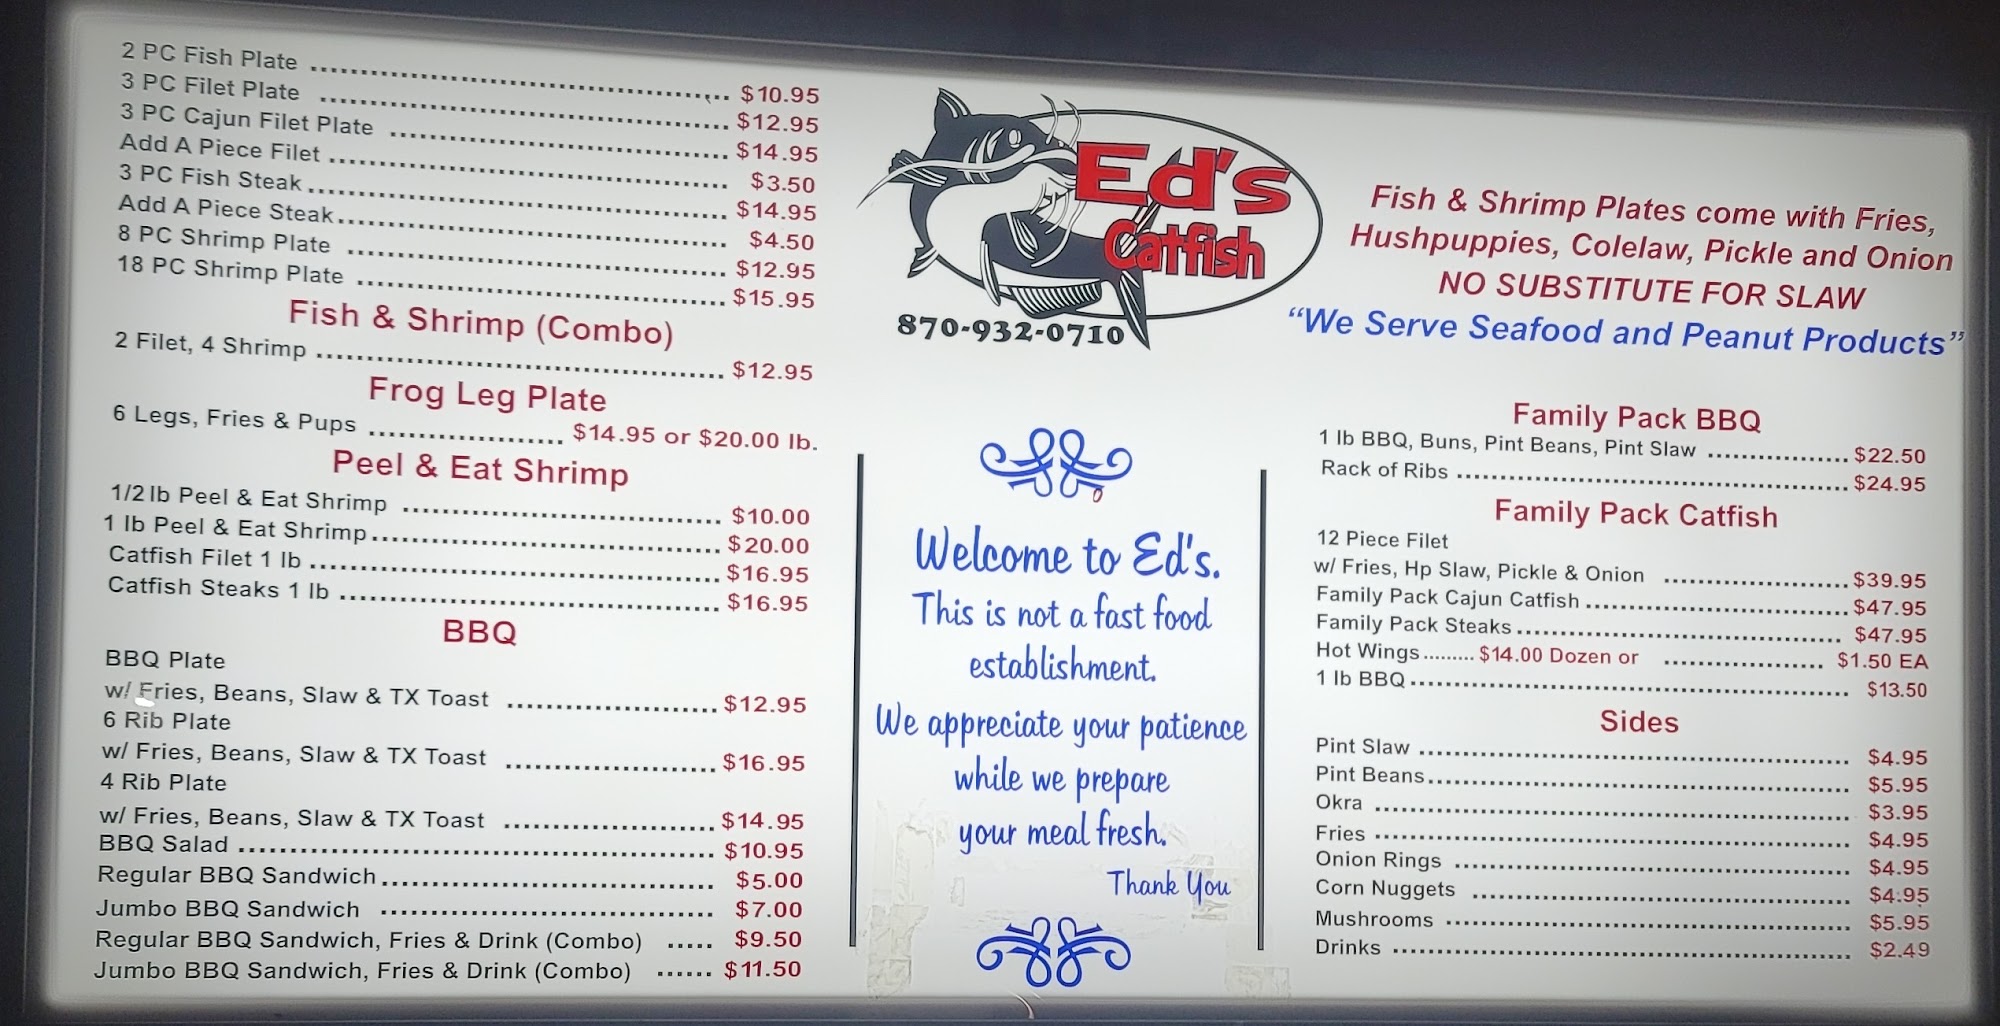 2 PC Fish Plate ........ $10.95
3 PC Filet Plate ........ $12.95
3 PC Cajun Filet Plate ........ $14.95
Add A Piece Filet ........ $3.50
3 PC Fish Steak ........ $14.95
Add A Piece Steak ........ $4.50
8 PC Shrimp Plate ........ $12.95
18 PC Shrimp Plate ........ $15.95
Fish & Shrimp (Combo)
2 Filet, 4 Shrimp ........ $12.95
Frog Leg Plate
6 Legs, Fries & Pups ........ $14.95 or $20.00 lb.
Peel & Eat Shrimp
1/2 lb Peel & Eat Shrimp ........ $10.00
1 lb Peel & Eat Shrimp ........ $20.00
Catfish Filet 1 lb ........ $16.95
Catfish Steaks 1 lb ........ $16.95
BBQ
BBQ Plate
w/ Fries, Beans, Slaw & TX Toast ........ $12.95
6 Rib Plate
w/ Fries, Beans, Slaw & TX Toast ........ $16.95
4 Rib Plate
w/ Fries, Beans, Slaw & TX Toast ........ $14.95
BBQ Salad ........ $10.95
Regular BBQ Sandwich ........ $5.00
Jumbo BBQ Sandwich ........ $7.00
Regular BBQ Sandwich, Fries & Drink (Combo) ..... $9.50
Jumbo BBQ Sandwich, Fries & Drink (Combo) ...... $11.50
Ed's
Catfish
870-932-0710
Welcome to Ed's.
This is not a fast food
establishment.
We appreciate your patience
while we prepare
your meal fresh.
Thank You
Fish & Shrimp Plates come with Fries,
Hushpuppies, Colelaw, Pickle and Onion
NO SUBSTITUTE FOR SLAW
“We Serve Seafood and Peanut Products”
Family Pack BBQ
1 lb BBQ, Buns, Pint Beans, Pint Slaw ........ $22.50
Rack of Ribs ........ $24.95
Family Pack Catfish
12 Piece Filet
w/ Fries, Hp Slaw, Pickle & Onion ........ $39.95
Family Pack Cajun Catfish ........ $47.95
Family Pack Steaks ........ $47.95
Hot Wings ......... $14.00 Dozen or ........ $1.50 EA
1 lb BBQ ........ $13.50
Sides
Pint Slaw ........ $4.95
Pint Beans ........ $5.95
Okra ........ $3.95
Fries ........ $4.95
Onion Rings ........ $4.95
Corn Nuggets ........ $4.95
Mushrooms ........ $5.95
Drinks ........ $2.49